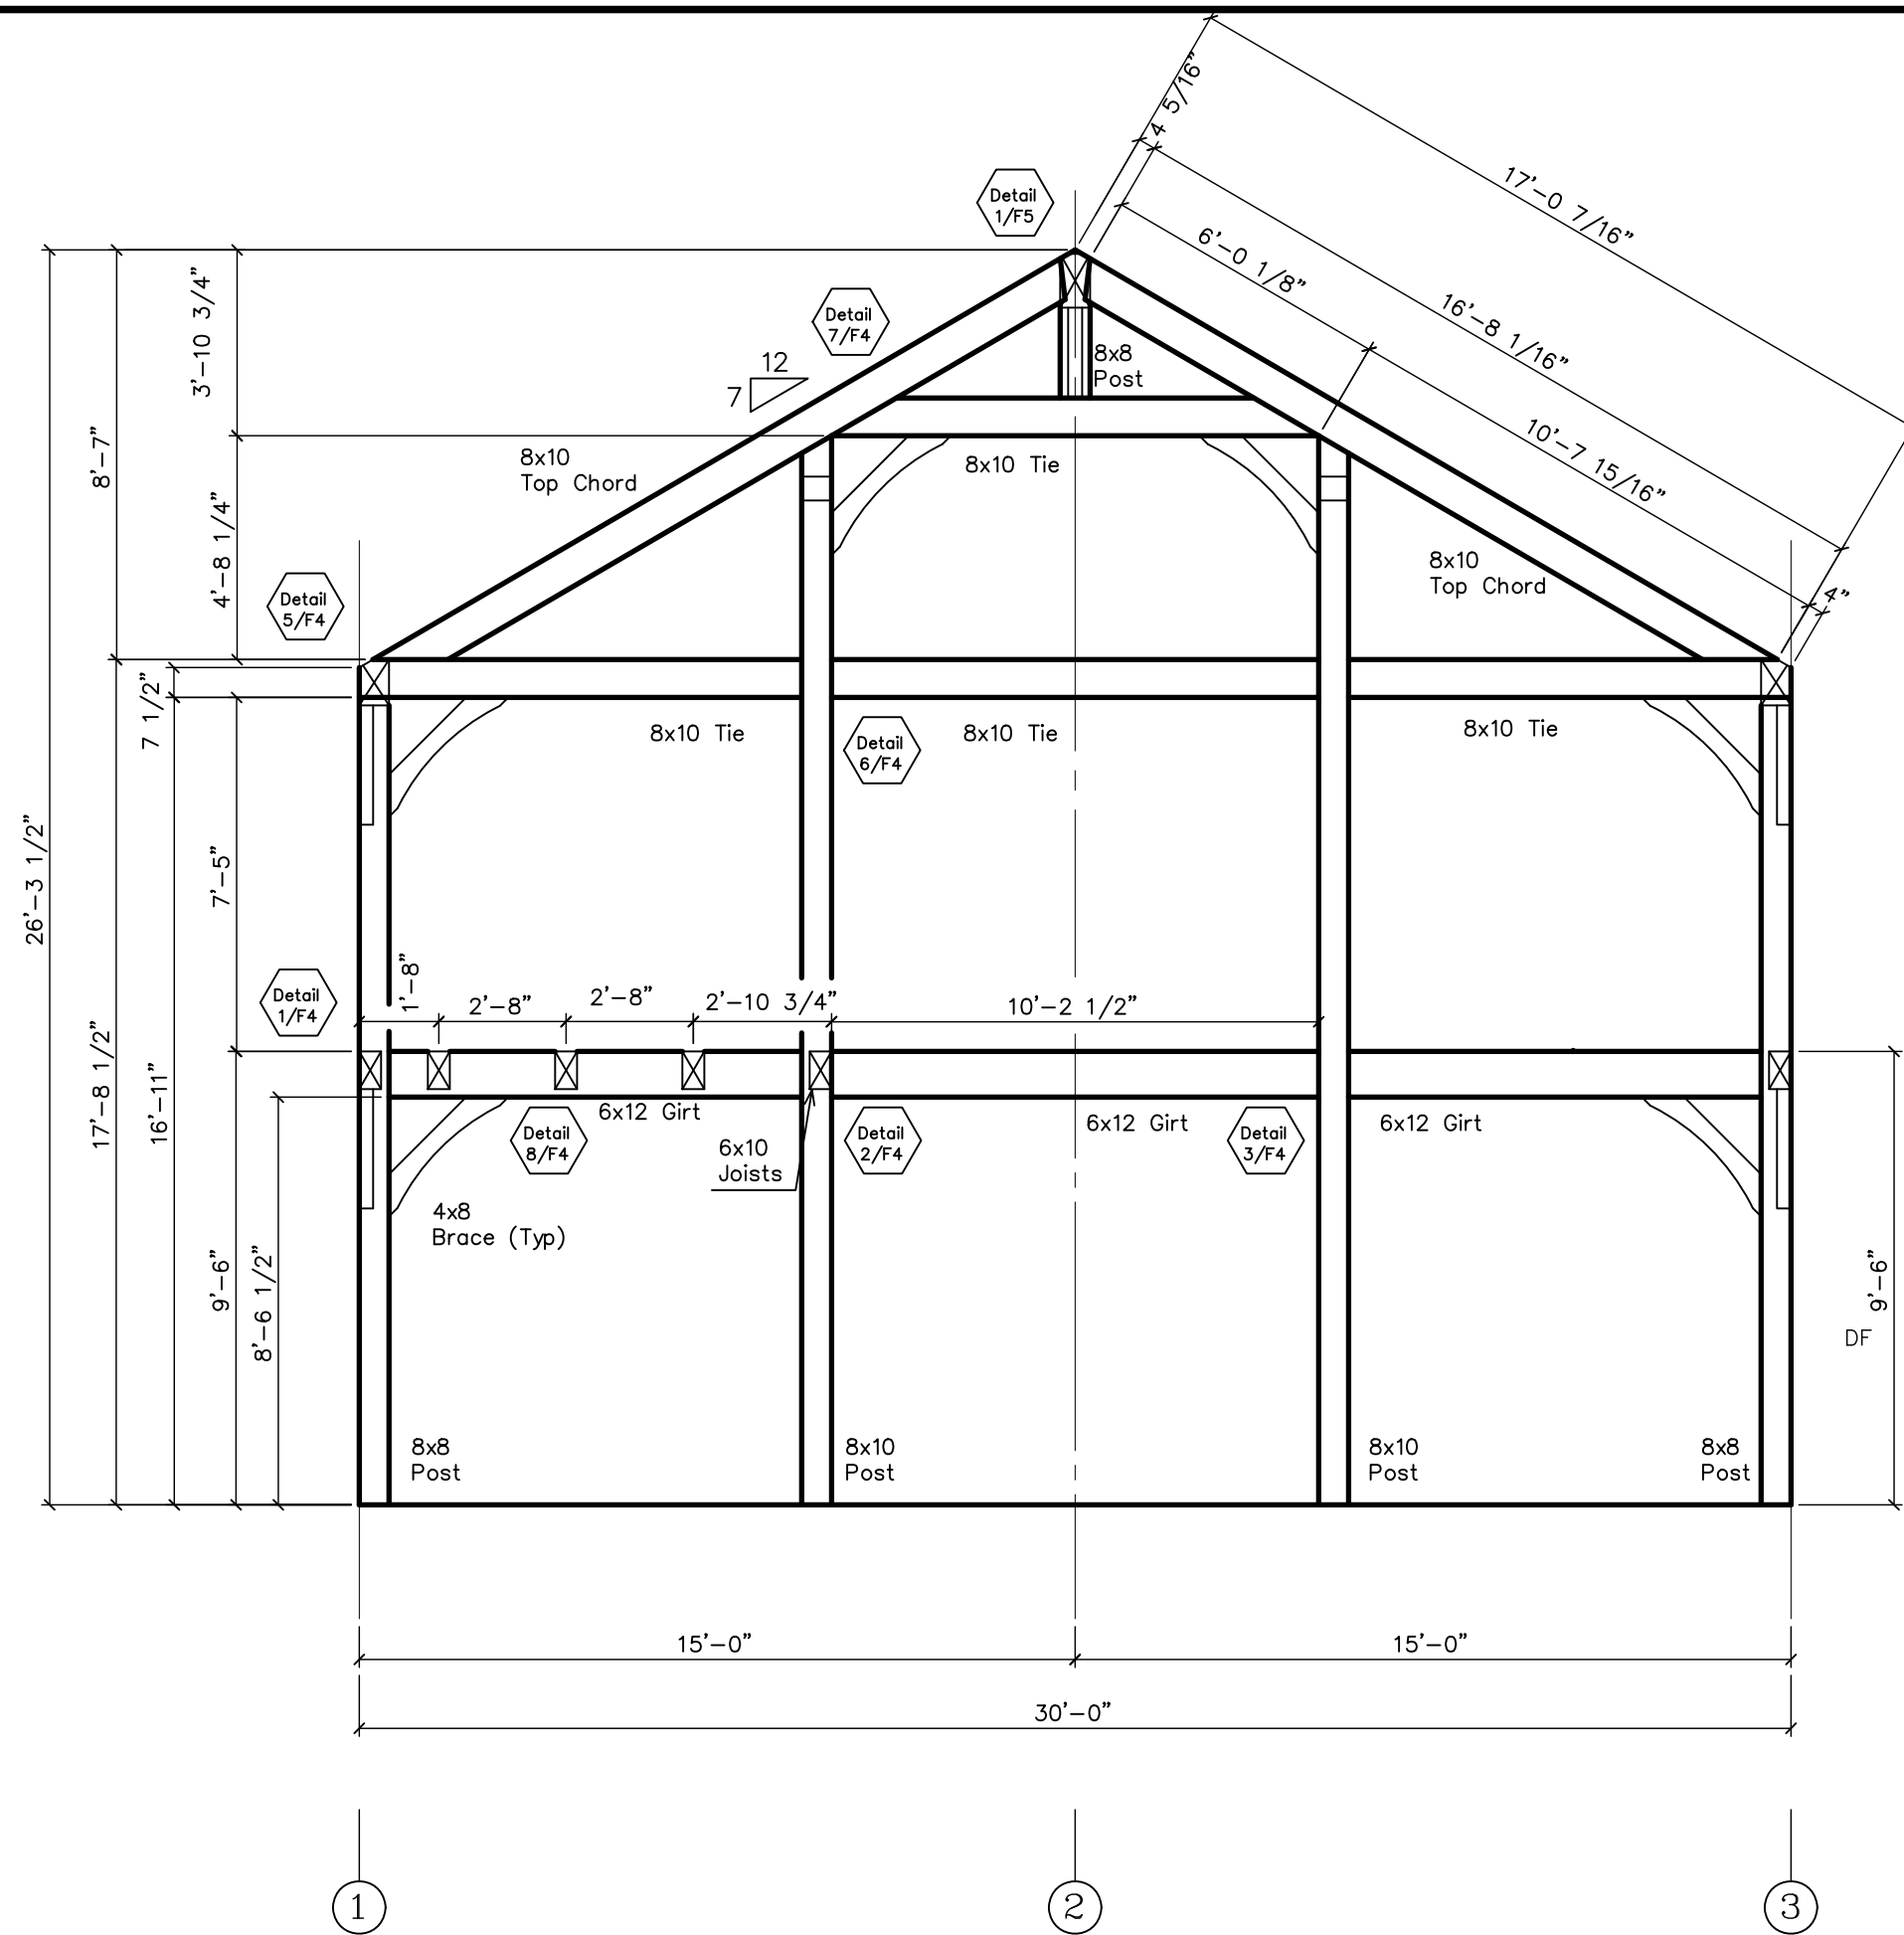 4 5/16”
17’-0 7/16”
Detail
1/F5
6’-0 1/8”
16’-8 1/16”
3’-10 3/4”
Detail
7/F4
12
7
8x8
Post
8’-7”
8x10
Top Chord
8x10 Tie
10’-7 15/16”
4’-8 1/4”
8x10
Top Chord
Detail
5/F4
4”
7 1/2”
8x10 Tie
8x10 Tie
8x10 Tie
Detail
6/F4
26’-3 1/2”
7’-5”
Detail
1/F4
1’-8”
2’-8”
2’-8”
2’-10 3/4”
10’-2 1/2”
17’-8 1/2”
16’-11”
6x12 Girt
6x12 Girt
6x12 Girt
Detail
8/F4
6x10
Joists
Detail
2/F4
Detail
3/F4
4x8
Brace (Typ)
9’-6”
8’-6 1/2”
9’-6”
DF
8x8
Post
8x10
Post
8x10
Post
8x8
Post
15’-0”
15’-0”
30’-0”
1
2
3